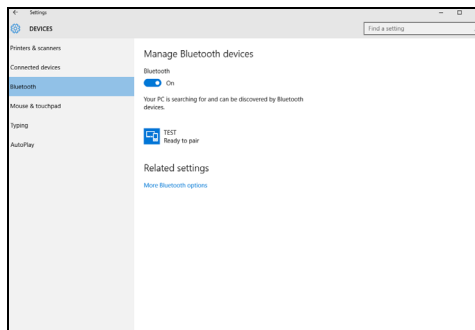 Settings
DEVICES
Find a setting
Printers & scanners
Connected devices
Bluetooth
Mouse & touchpad
Typing
AutoPlay
Manage Bluetooth devices
Bluetooth
On
Your PC is searching for and can be discovered by Bluetooth
devices.
TEST
Ready to pair
Related settings
More Bluetooth options